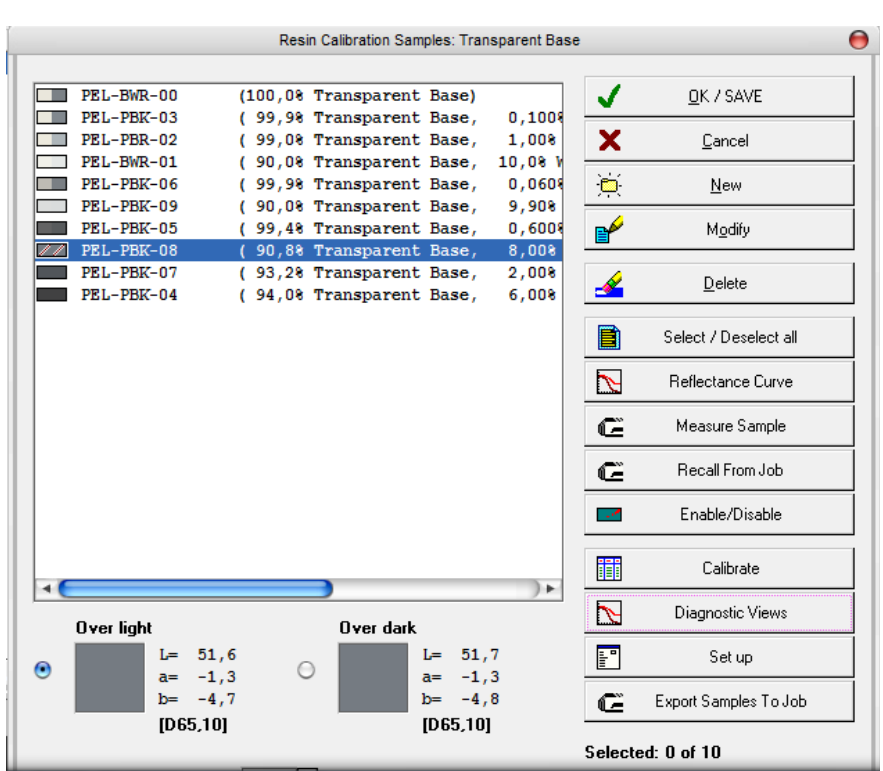 Resin Calibration Samples: Transparent Base
PEL-BWR-00 (100,0% Transparent Base)
PEL-PBK-03 ( 99,9% Transparent Base, 0,100%
PEL-PBR-02 ( 99,0% Transparent Base, 1,00%
PEL-BWR-01 ( 90,0% Transparent Base, 10,0% W
PEL-PBK-06 ( 99,9% Transparent Base, 0,060%
PEL-PBK-09 ( 90,0% Transparent Base, 9,90%
PEL-PBK-05 ( 99,4% Transparent Base, 0,600%
PEL-PBK-08 ( 90,8% Transparent Base, 8,00%
PEL-PBK-07 ( 93,2% Transparent Base, 2,00%
PEL-PBK-04 ( 94,0% Transparent Base, 6,00%
OK / SAVE
Cancel
New
Modify
Delete
Select / Deselect all
Reflectance Curve
Measure Sample
Recall From Job
Enable/Disable
Calibrate
Diagnostic Views
Set up
Export Samples To Job
Over light
L= 51,6
a= -1,3
b= -4,7
[D65,10]
Over dark
L= 51,7
a= -1,3
b= -4,8
[D65,10]
Selected: 0 of 10